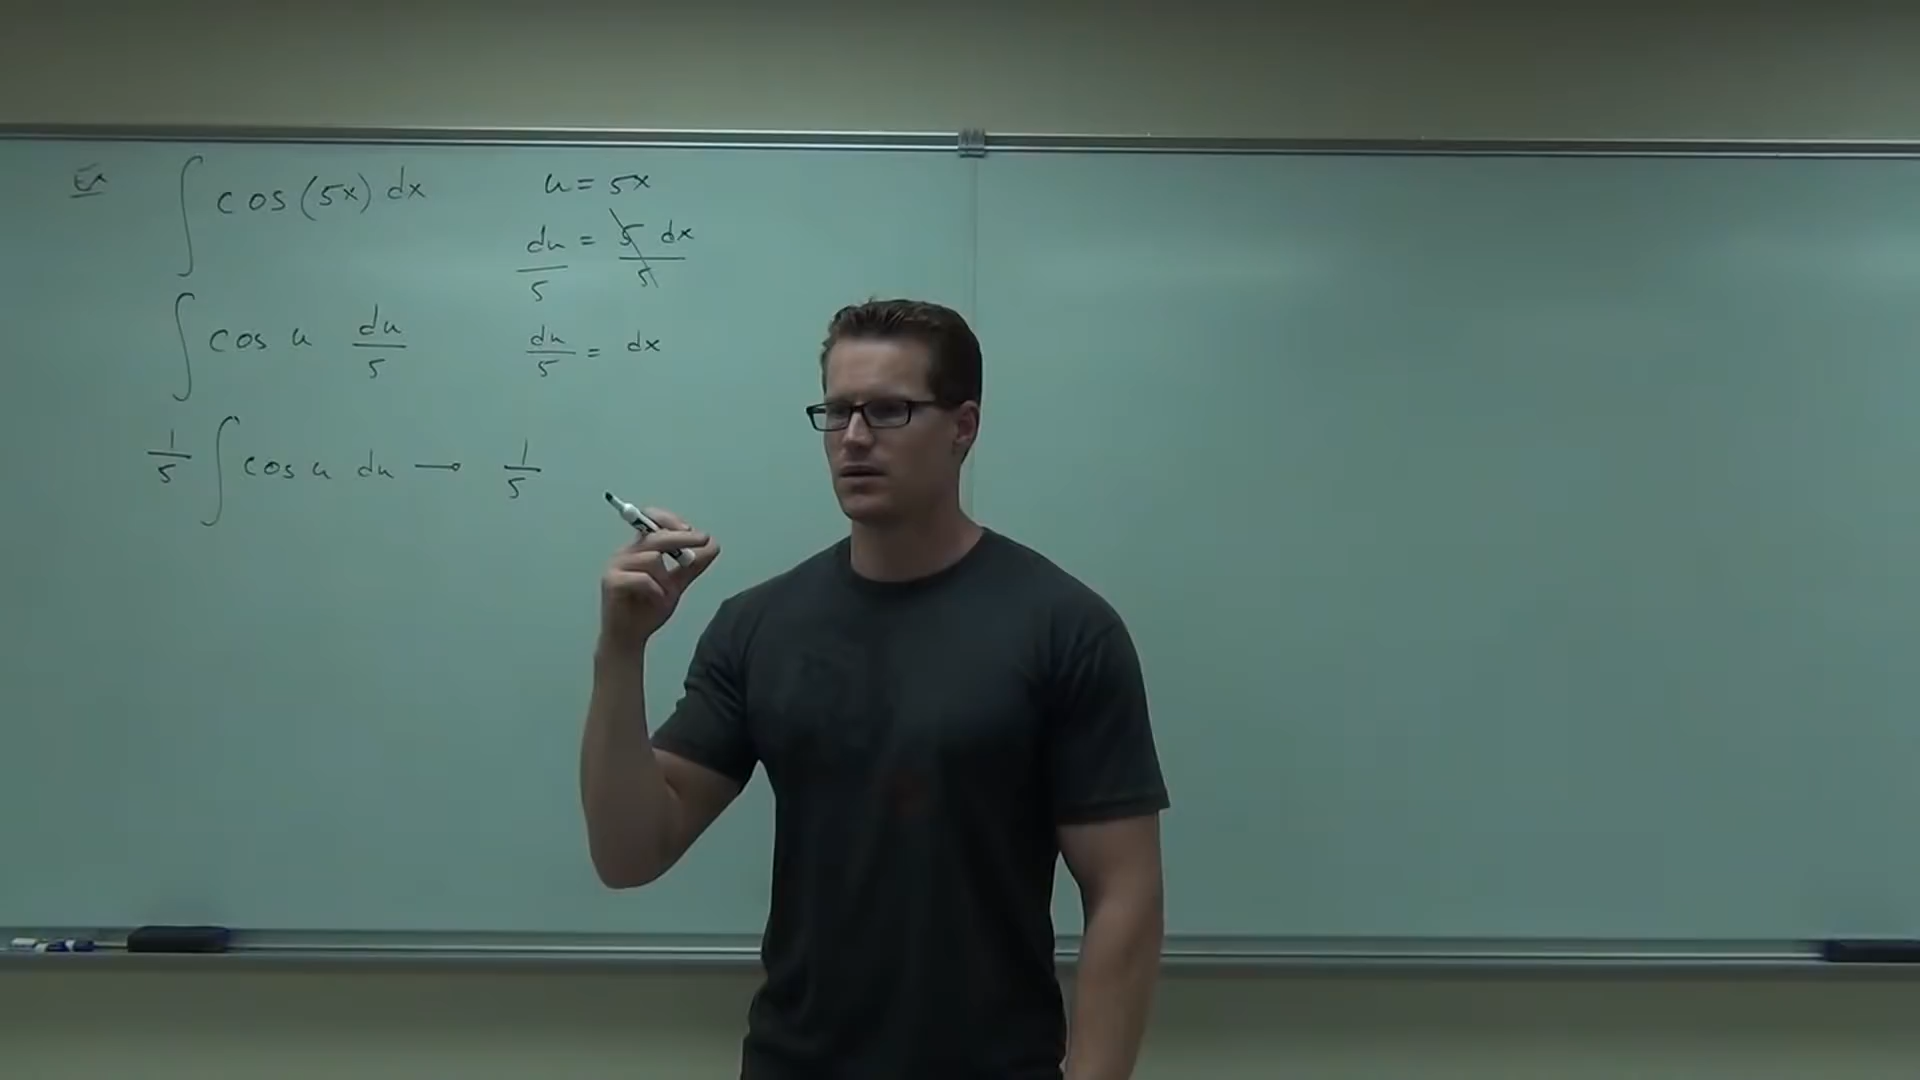 Ex ∫ cos(5x) dx
u = 5x
du/5 = 5 dx/5
∫ cos u du/5
du/5 = dx
1/5 ∫ cos u du → 1/5